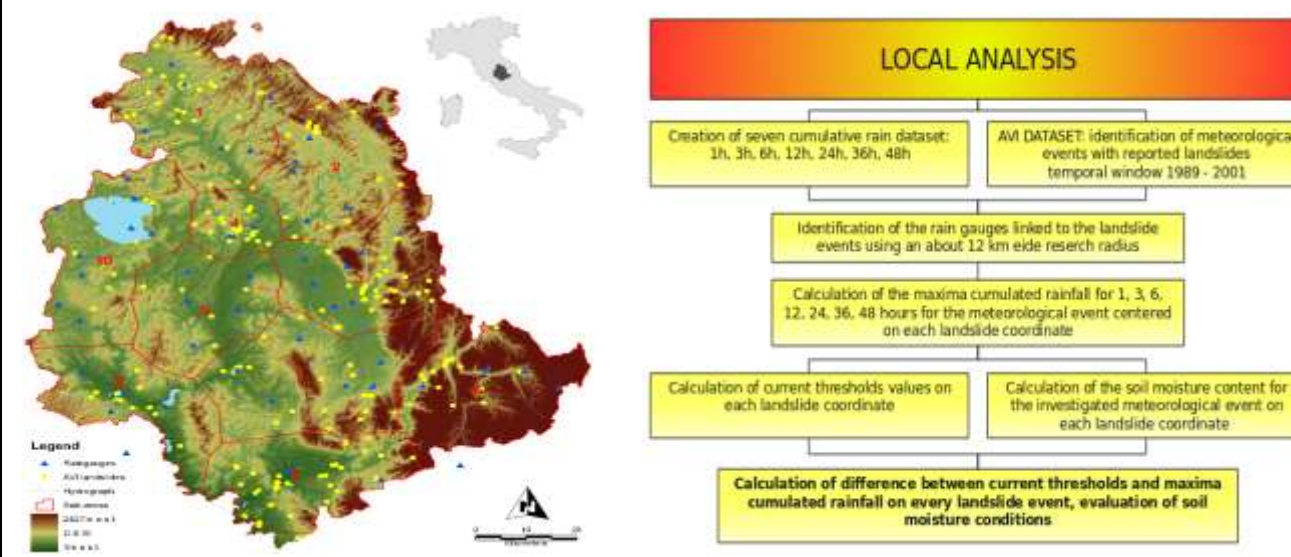 Legend
Raingauges
AVI landslides
Hydrograph
LOCAL ANALYSIS
Creation of seven cumulative rain dataset:
1h, 3h, 6h, 12h, 24h, 36h, 48h
AVI DATASET: identification of meteorologica
events with reported landslides
temporal window 1989 - 2001
Identification of the rain gauges linked to the landslide
events using an about 12 km eide reserch radius
Calculation of the maxima cumulated rainfall for 1, 3, 6,
12, 24, 36, 48 hours for the meteorological event centered
on each landslide coordinate
Calculation of current thresholds values on
each landslide coordinate
Calculation of the soil moisture content for
the investigated meteorological event on
each landslide coordinate
Calculation of difference between current thresholds and maxima
cumulated rainfall on every landslide event, evaluation of soil
moisture conditions